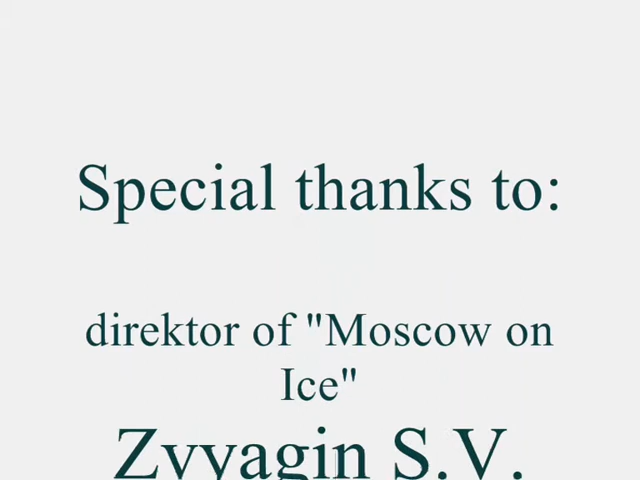 Special thanks to:
direktor of "Moscow on
Ice"
Zvyagin S.V.